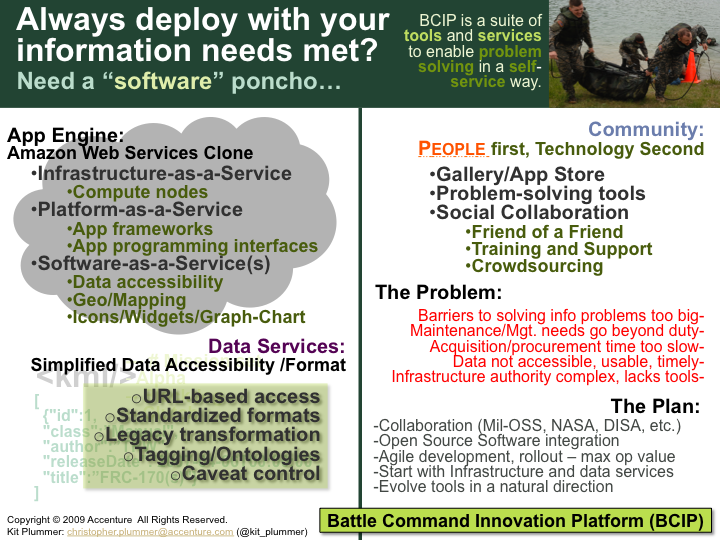 Always deploy with your
information needs met?
Need a “software” poncho…
BCIP is a suite of
tools and services
to enable problem
solving in a self-
service way.
App Engine:
Amazon Web Services Clone
•Infrastructure-as-a-Service
•Compute nodes
•Platform-as-a-Service
•App frameworks
•App programming interfaces
•Software-as-a-Service(s)
•Data accessibility
•Geo/Mapping
•Icons/Widgets/Graph-Chart
Data Services:
Simplified Data Accessibility /Format
<kml/>
[
{"id":1,
"class"
"author"
"releaseDate"
"title":"FRC-170
]
oURL-based access
oStandardized formats
oLegacy transformation
oTagging/Ontologies
oCaveat control
Copyright © 2009 Accenture All Rights Reserved.
Kit Plummer: christopher.plummer@accenture.com (@kit_plummer)
Community:
PEOPLE first, Technology Second
•Gallery/App Store
•Problem-solving tools
•Social Collaboration
•Friend of a Friend
•Training and Support
•Crowdsourcing
The Problem:
Barriers to solving info problems too big-
Maintenance/Mgt. needs go beyond duty-
Acquisition/procurement time too slow-
Data not accessible, usable, timely-
Infrastructure authority complex, lacks tools-
The Plan:
-Collaboration (Mil-OSS, NASA, DISA, etc.)
-Open Source Software integration
-Agile development, rollout – max op value
-Start with Infrastructure and data services
-Evolve tools in a natural direction
Battle Command Innovation Platform (BCIP)